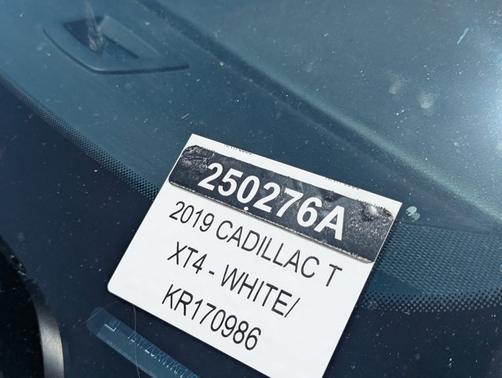 250276A
2019 CADILLAC T
XT4 - WHITE/
KR170986